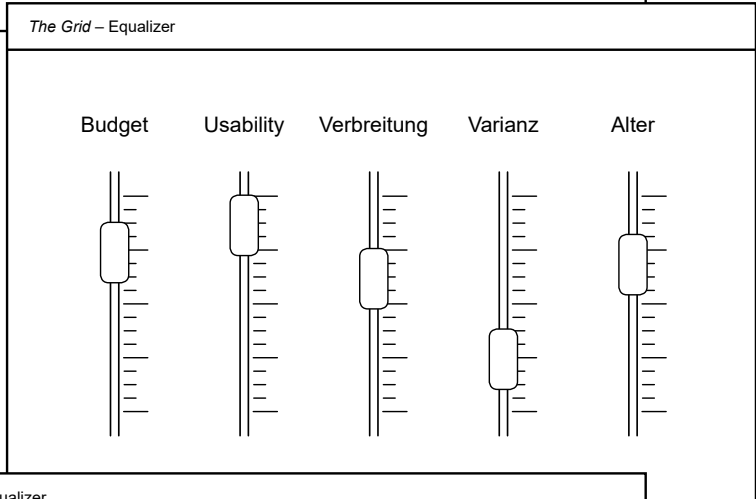 The Grid – Equalizer
Budget Usability Verbreitung Varianz Alter